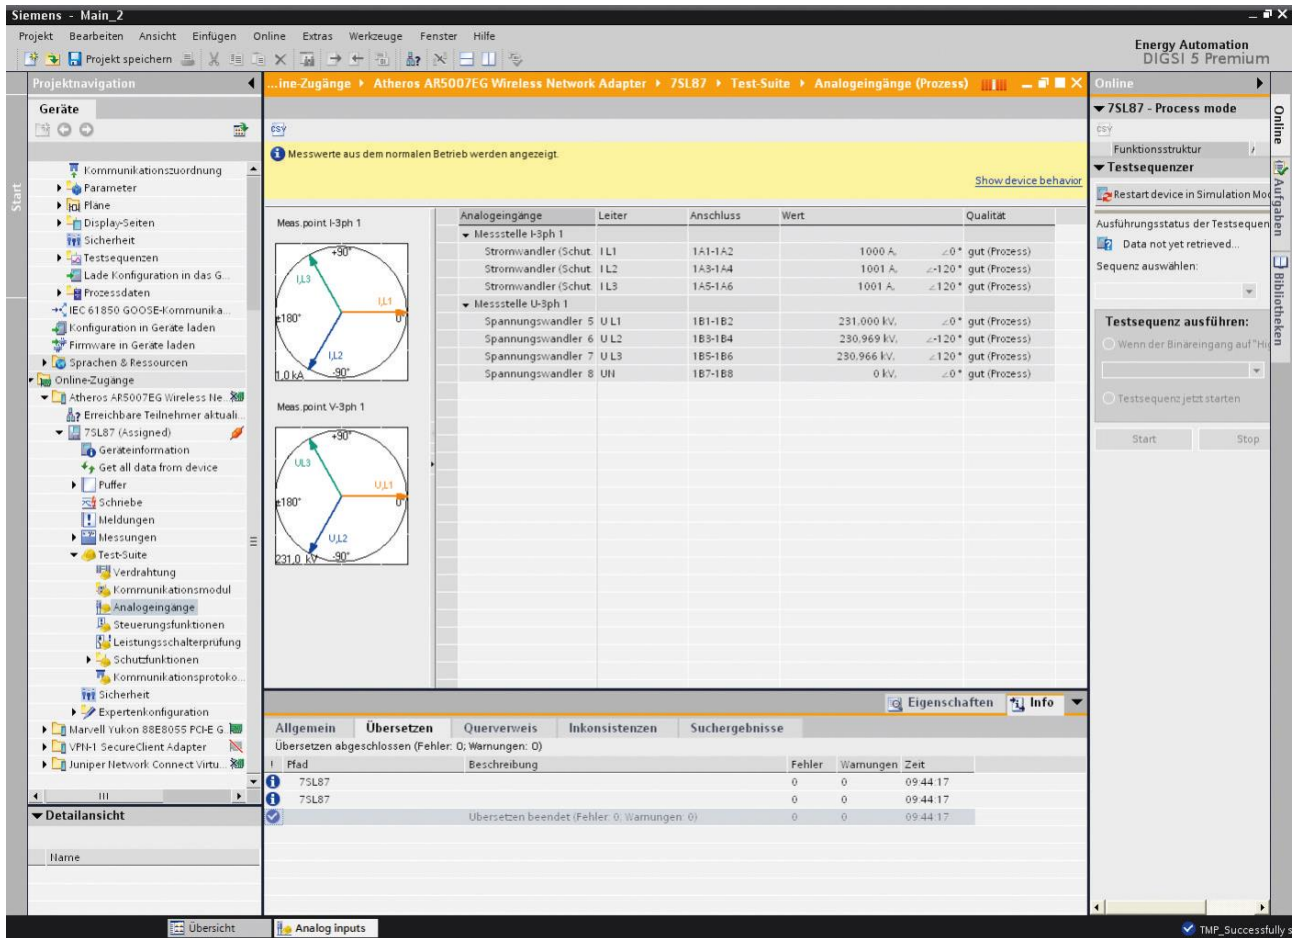 Siemens - Main_2
Projekt Bearbeiten Ansicht Einfügen Online Extras Werkzeuge Fenster Hilfe
Projekt speichern
Energy Automation
DIGSI 5 Premium
Projektnavigation
...ine-Zugänge Atheros AR5007EG Wireless Network Adapter 7SL87 Test-Suite Analogeingänge (Prozess)
Online
Start
Geräte
Kommunikationszuordnung
Parameter
Pläne
Display-Seiten
Sicherheit
Testsequenzen
Lade Konfiguration in das G...
Prozessdaten
IEC 61850 GOOSE-Kommunika...
Konfiguration in Geräte laden
Firmware in Geräte laden
Sprachen & Ressourcen
Online-Zugänge
Atheros AR5007EG Wireless Ne...
Erreichbare Teilnehmer aktuali...
7SL87 (Assigned)
Geräteinformation
Get all data from device
Puffer
Schriebe
Meldungen
Messungen
Test-Suite
Verdrahtung
Kommunikationsmodul
Analogeingänge
Steuerungsfunktionen
Leistungsschalterprüfung
Schutzfunktionen
Kommunikationsprotoko...
Sicherheit
Expertenkonfiguration
Marvell Yukon 88E8055 PCI-E G...
VPN-1 SecureClient Adapter
Juniper Network Connect Virtu...
Detailansicht
Name
CSV
Messwerte aus dem normalen Betrieb werden angezeigt.
Show device behavior
Meas.point I-3ph 1
+90°
I,L3
I,L1
±180°
0°
I,L2
1,0 kA
-90°
Meas.point V-3ph 1
+90°
U,L3
U,L1
±180°
0°
U,L2
231,0 kV
-90°
Analogeingänge Leiter Anschluss Wert Qualität
Messstelle I-3ph 1
Stromwandler (Schut. I L1 1A1-1A2 1000 A, ∠0° gut (Prozess)
Stromwandler (Schut. I L2 1A3-1A4 1001 A, ∠-120° gut (Prozess)
Stromwandler (Schut. I L3 1A5-1A6 1001 A, ∠120° gut (Prozess)
Messstelle U-3ph 1
Spannungswandler 5 U L1 1B1-1B2 231,000 kV, ∠0° gut (Prozess)
Spannungswandler 6 U L2 1B3-1B4 230,969 kV, ∠-120° gut (Prozess)
Spannungswandler 7 U L3 1B5-1B6 230,966 kV, ∠120° gut (Prozess)
Spannungswandler 8 UN 1B7-1B8 0 kV, ∠0° gut (Prozess)
Eigenschaften Info
Allgemein Übersetzen Querverweis Inkonsistenzen Suchergebnisse
Übersetzen abgeschlossen (Fehler: 0; Warnungen: 0)
! Pfad Beschreibung Fehler Warnungen Zeit
7SL87 0 0 09:44:17
7SL87 0 0 09:44:17
Übersetzen beendet (Fehler: 0; Warnungen: 0) 0 0 09:44:17
7SL87 - Process mode
CSV
Funktionsstruktur
Testsequenzer
Restart device in Simulation Mo
Ausführungsstatus der Testsequen
Data not yet retrieved...
Sequenz auswählen:
Testsequenz ausführen:
Wenn der Binäreingang auf "Hi
Testsequenz jetzt starten
Start Stop
Online
Aufgaben
Bibliotheken
Übersicht
Analog inputs
TMP_Successfully s